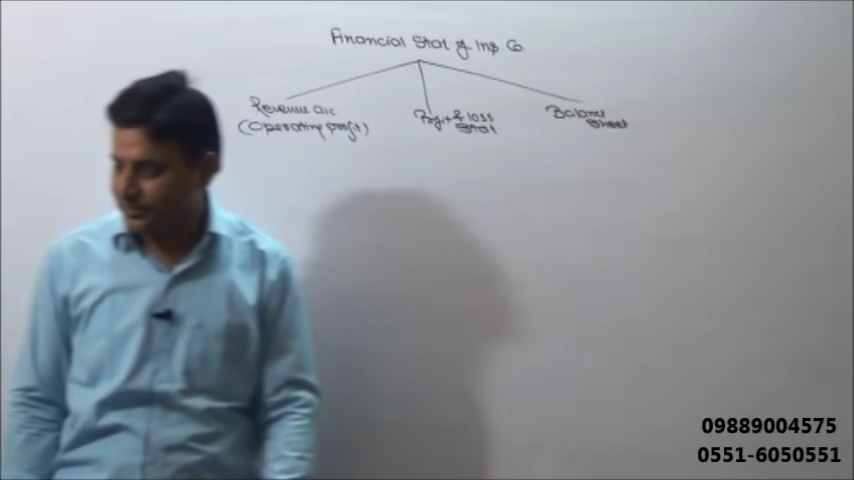 Financial Stat of Ins Co
Revenue a/c
(Operating profit)
Profit & loss
Stat
Balance
Sheet
09889004575
0551-6050551